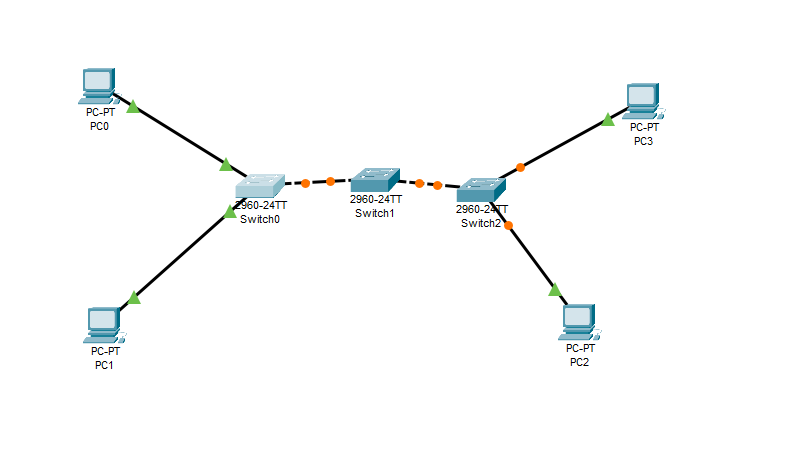 PC-PT
PC0
PC-PT
PC3
2960-24TT
Switch0
2960-24TT
Switch1
2960-24TT
Switch2
PC-PT
PC1
PC-PT
PC2